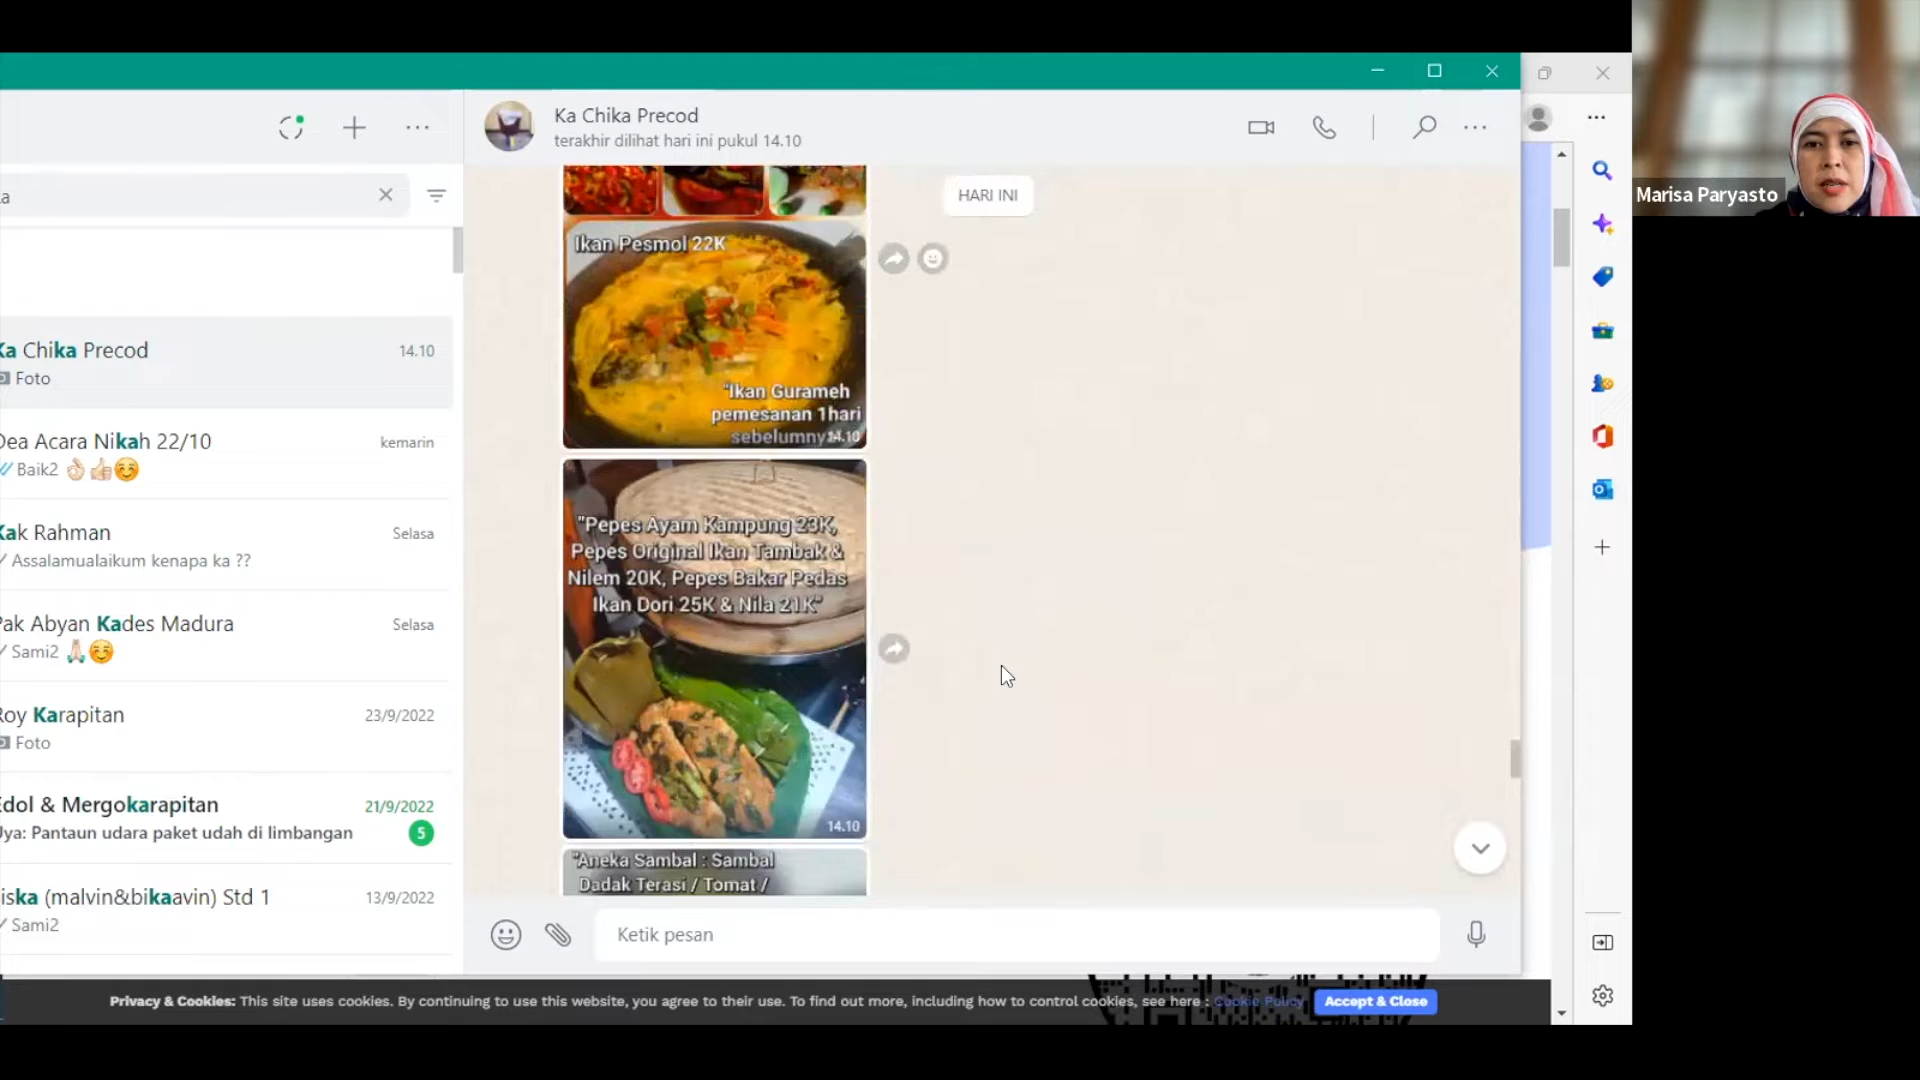 Ka Chika Precod
terakhir dilihat hari ini pukul 14.10
Marisa Paryasto
a
HARI INI
Ka Chika Precod
14.10
Foto
Dea Acara Nikah 22/10
kemarin
Baik2
Kak Rahman
Selasa
Assalamualaikum kenapa ka ??
Pak Abyan Kades Madura
Selasa
Sami2
Roy Karapitan
23/9/2022
Foto
Edol & Mergokarapitan
21/9/2022
Uya: Pantaun udara paket udah di limbangan
5
iska (malvin&bikaavin) Std 1
13/9/2022
Sami2
Ikan Pesmol 22K
"Ikan Gurameh
pemesanan 1hari
sebelumny
14.10
"Pepes Ayam Kampung 23K,
Pepes Original Ikan Tambak &
Nilem 20K, Pepes Bakar Pedas
Ikan Dori 25K & Nila 21K"
14.10
"Aneka Sambal : Sambal
Dadak Terasi / Tomat /
Ketik pesan
Privacy & Cookies: This site uses cookies. By continuing to use this website, you agree to their use. To find out more, including how to control cookies, see here : Cookie Policy
Accept & Close